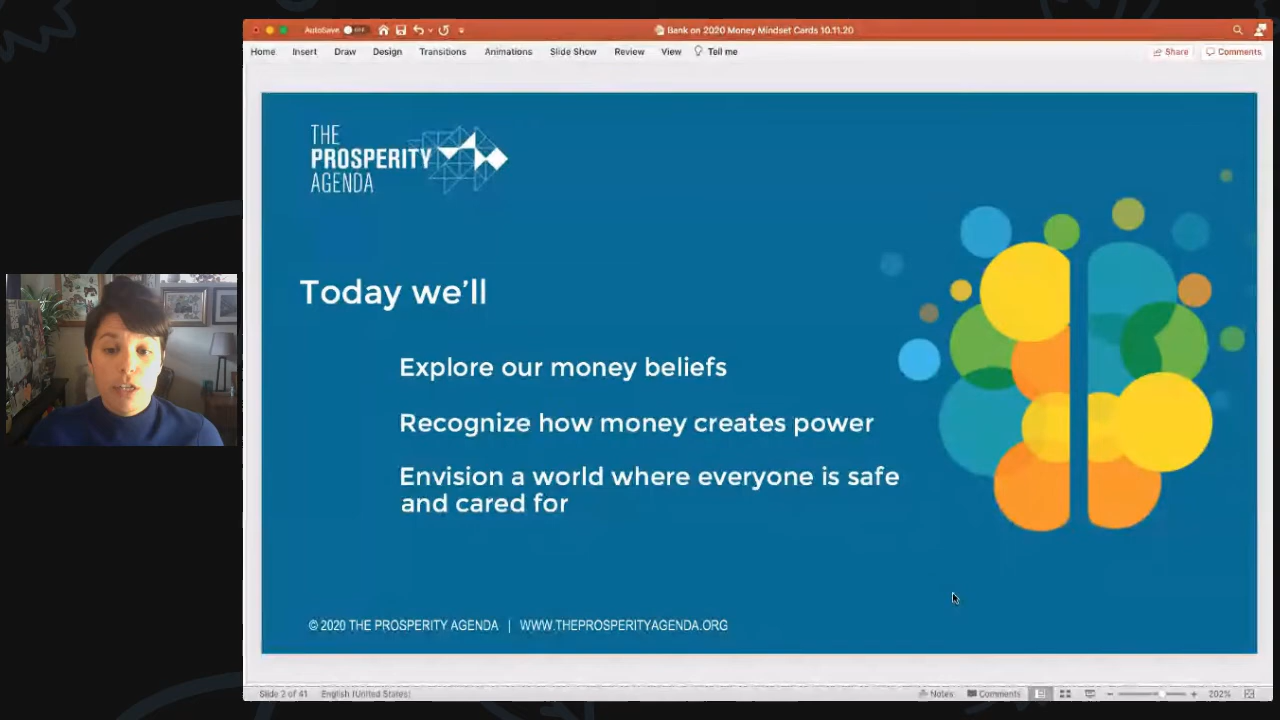 AutoSave OFF
Bank on 2020 Money Mindset Cards 10.11.20
Home Insert Draw Design Transitions Animations Slide Show Review View Tell me Share Comments
THE
PROSPERITY
AGENDA
Today we'll
Explore our money beliefs
Recognize how money creates power
Envision a world where everyone is safe
and cared for
© 2020 THE PROSPERITY AGENDA | WWW.THEPROSPERITYAGENDA.ORG
Slide 2 of 41 English (United States) Notes Comments 202%